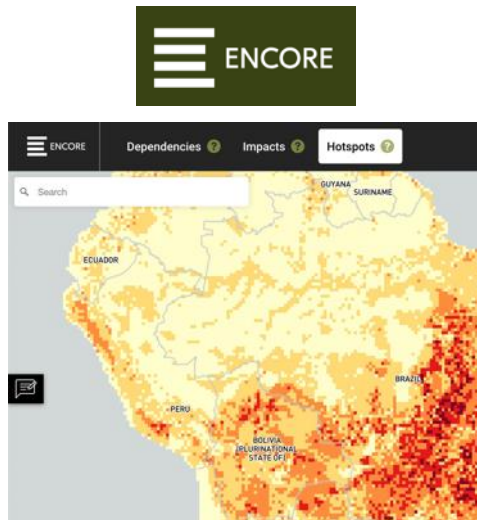 ENCORE
ENCORE Dependencies ? Impacts ? Hotspots ?
Search
GUYANA
SURINAME
ECUADOR
BRAZIL
PERU
BOLIVIA
PLURINATIONAL
STATE OF)